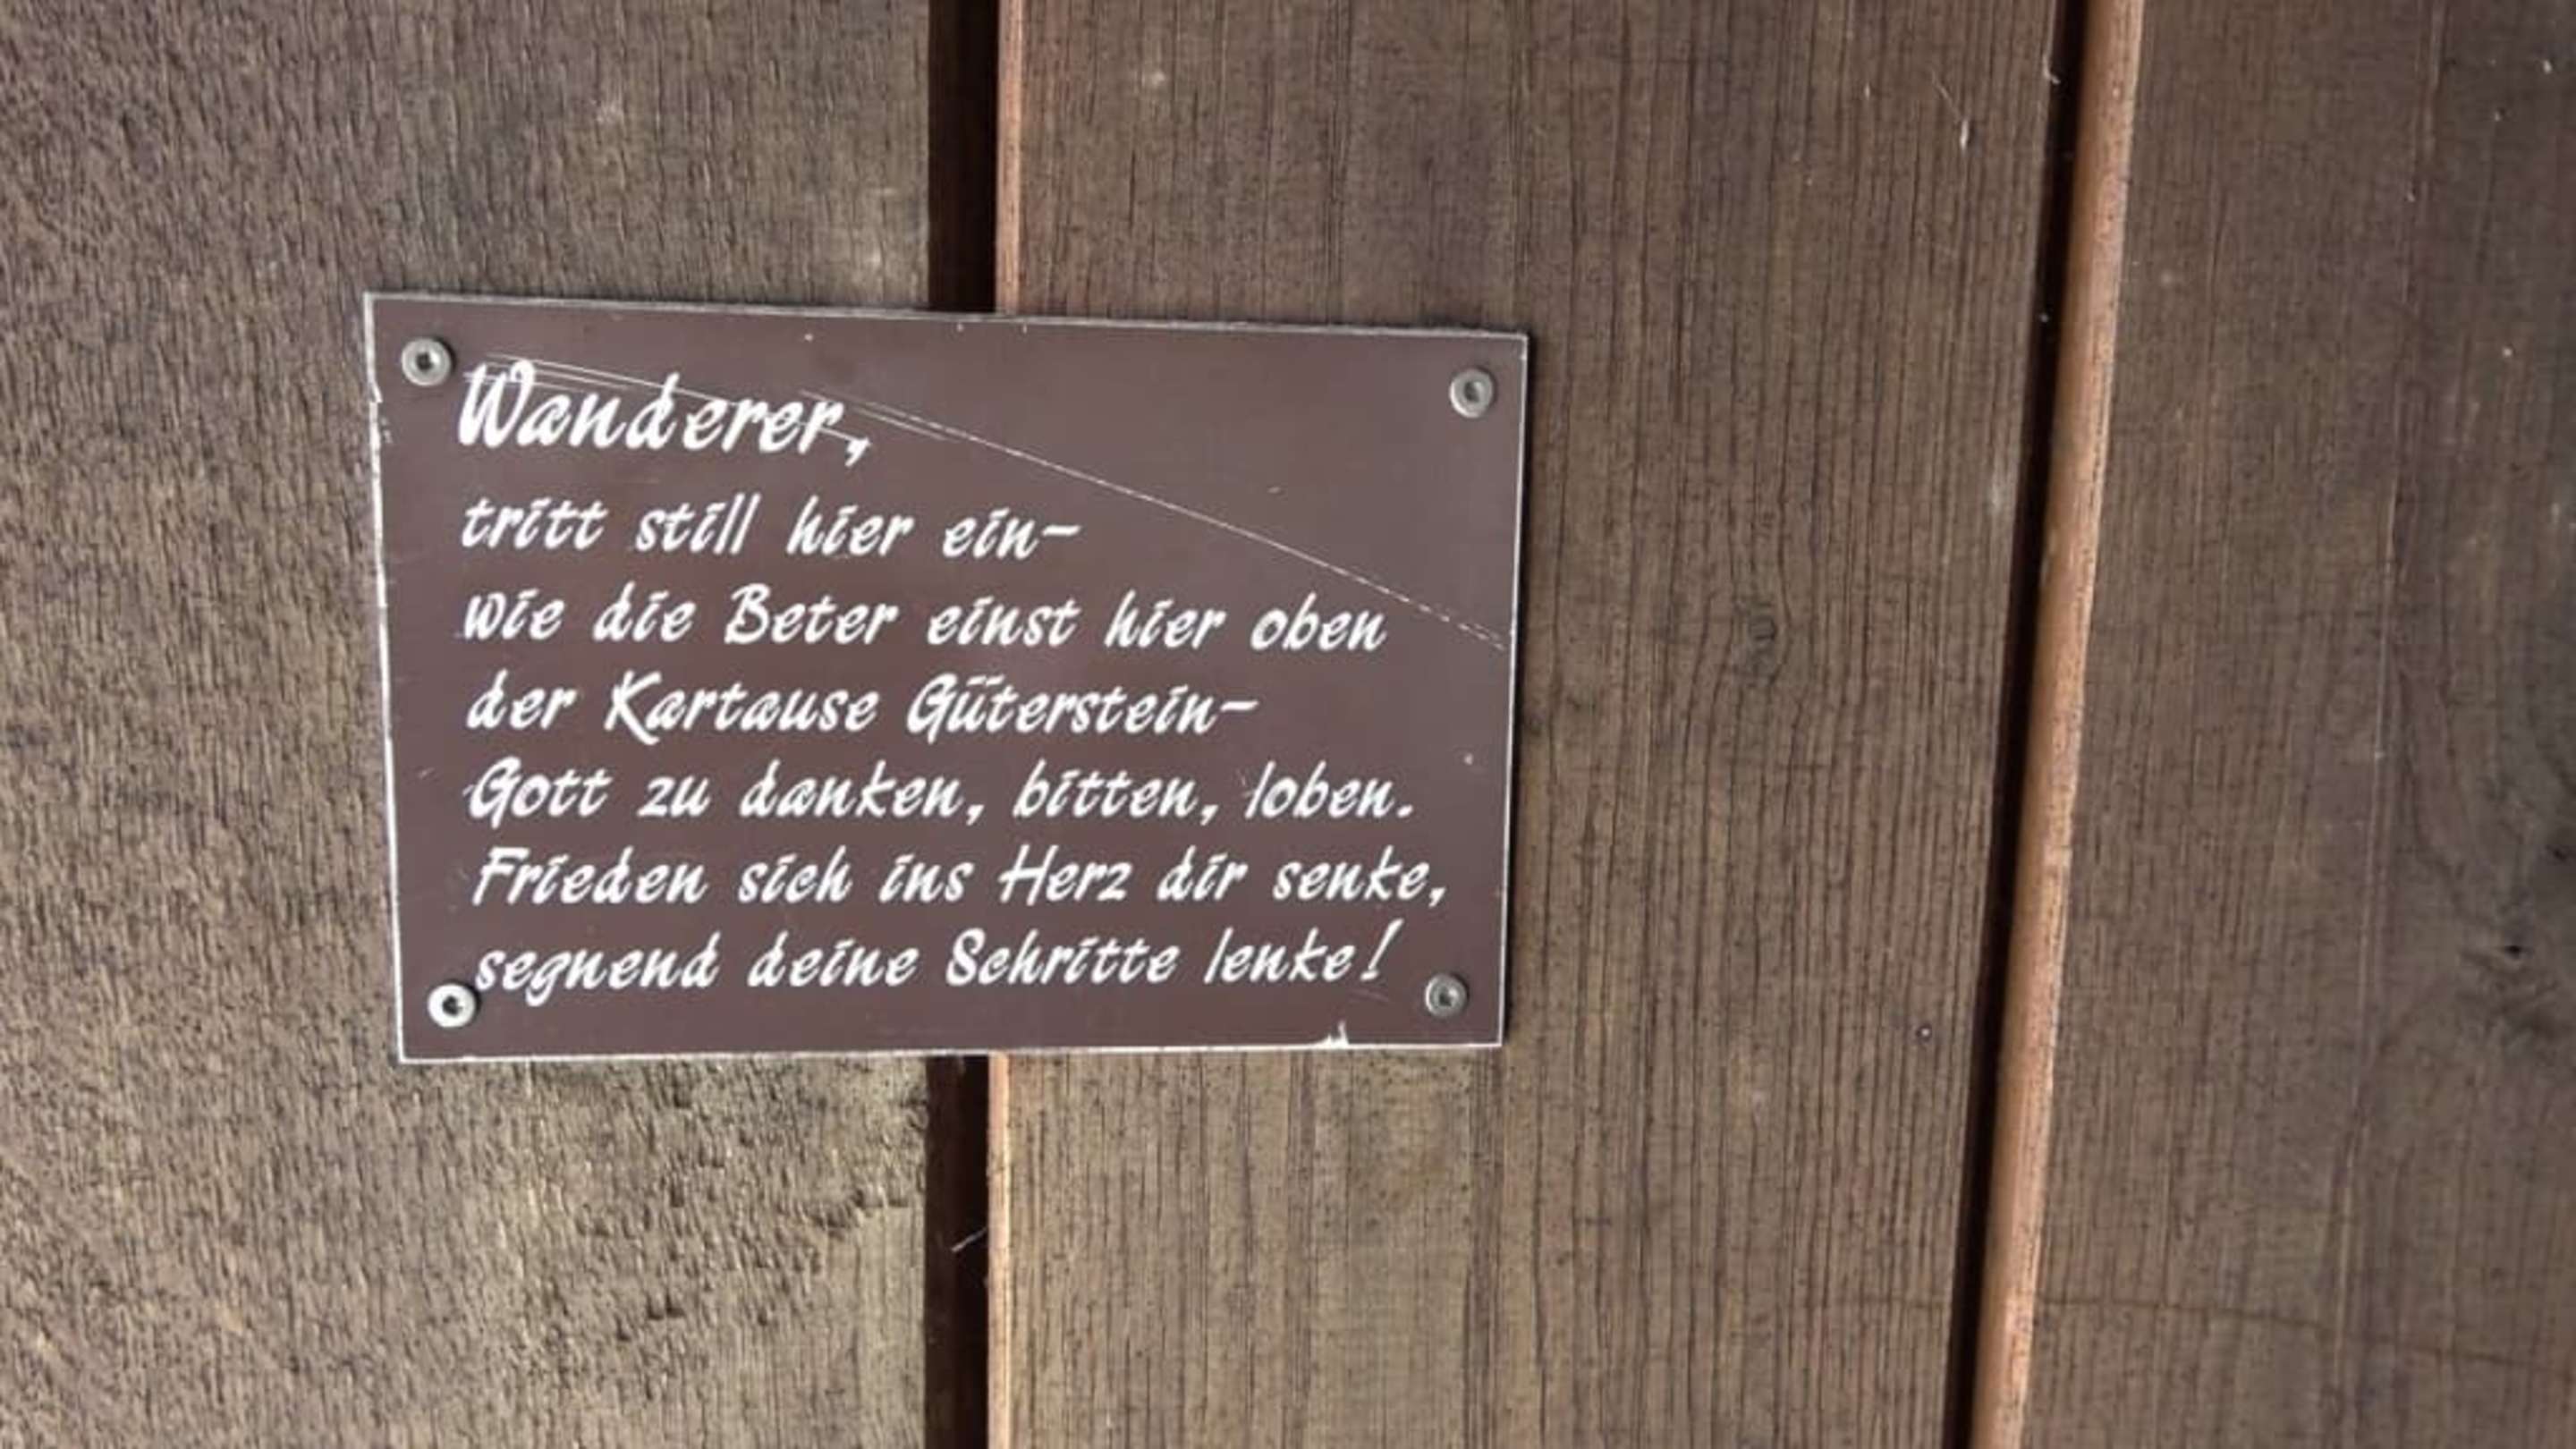 Wanderer,
tritt still hier ein-
wie die Beter einst hier oben
der Kartause Güterstein-
Gott zu danken, bitten, loben.
Frieden sich ins Herz dir senke,
segnend deine Schritte lenke!